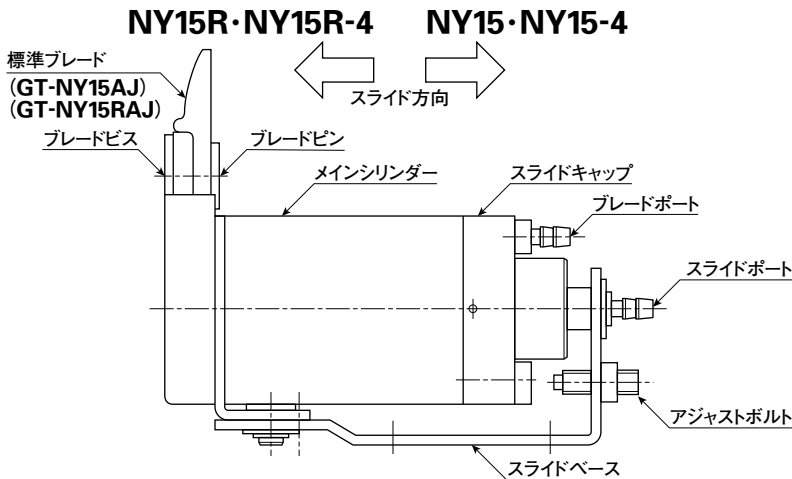 NY15R・NY15R-4
NY15・NY15-4
スライド方向
標準ブレード
（GT-NY15AJ）
（GT-NY15RAJ）
ブレードビス
ブレードピン
メインシリンダー
スライドキャップ
ブレードポート
スライドポート
アジャストボルト
スライドベース